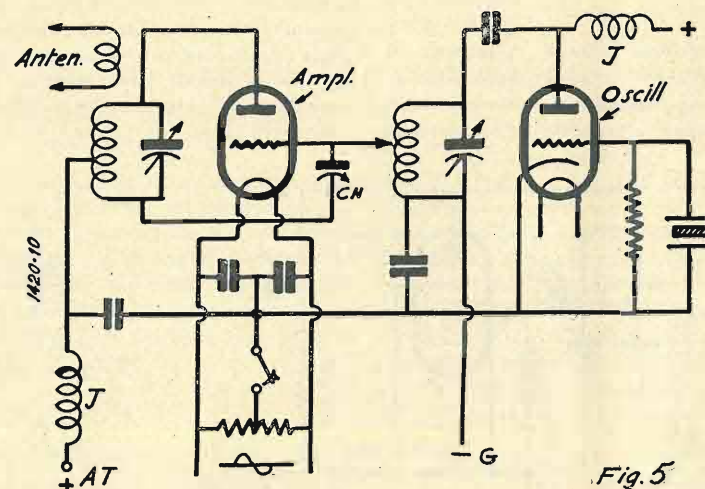 Anten.
Ampl.
J
+
Oscill
CN
1420-10
J
+ AT
- G
Fig. 5